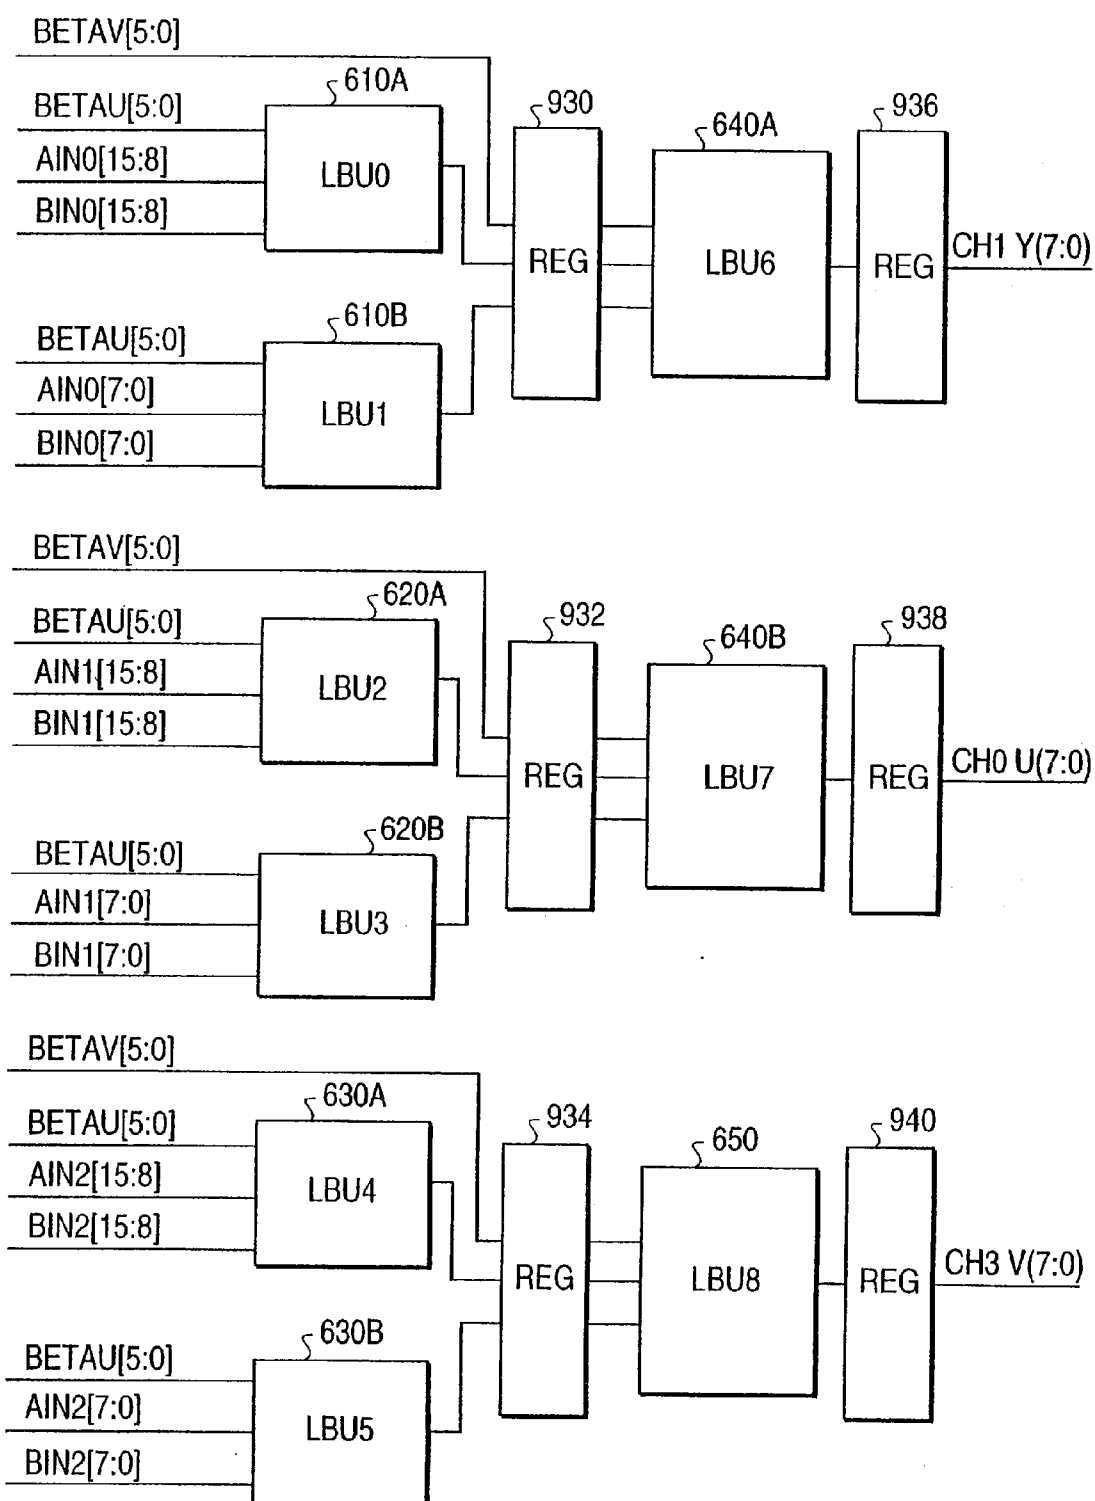 BETAV[5:0]
610A
BETAU[5:0]
AIN0[15:8]
BIN0[15:8]
LBU0
930
REG
640A
LBU6
936
REG
CH1 Y(7:0)
610B
BETAU[5:0]
AIN0[7:0]
BIN0[7:0]
LBU1
BETAV[5:0]
620A
BETAU[5:0]
AIN1[15:8]
BIN1[15:8]
LBU2
932
REG
640B
LBU7
938
REG
CH0 U(7:0)
620B
BETAU[5:0]
AIN1[7:0]
BIN1[7:0]
LBU3
BETAV[5:0]
630A
BETAU[5:0]
AIN2[15:8]
BIN2[15:8]
LBU4
934
REG
650
LBU8
940
REG
CH3 V(7:0)
630B
BETAU[5:0]
AIN2[7:0]
BIN2[7:0]
LBU5